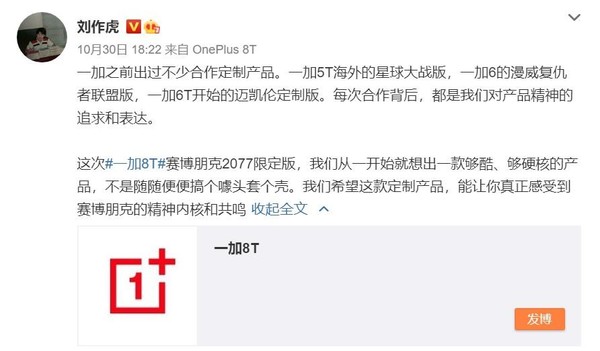 刘作虎
10月30日 18:22 来自 OnePlus 8T
一加之前出过不少合作定制产品。一加5T海外的星球大战版，一加6的漫威复仇
者联盟版，一加6T开始的迈凯伦定制版。每次合作背后，都是我们对产品精神的
追求和表达。
这次#一加8T#赛博朋克2077限定版，我们从一开始就想出一款够酷、够硬核的产
品，不是随随便便搞个噱头套个壳。我们希望这款定制产品，能让你真正感受到
赛博朋克的精神内核和共鸣 收起全文
一加8T
1+
发博